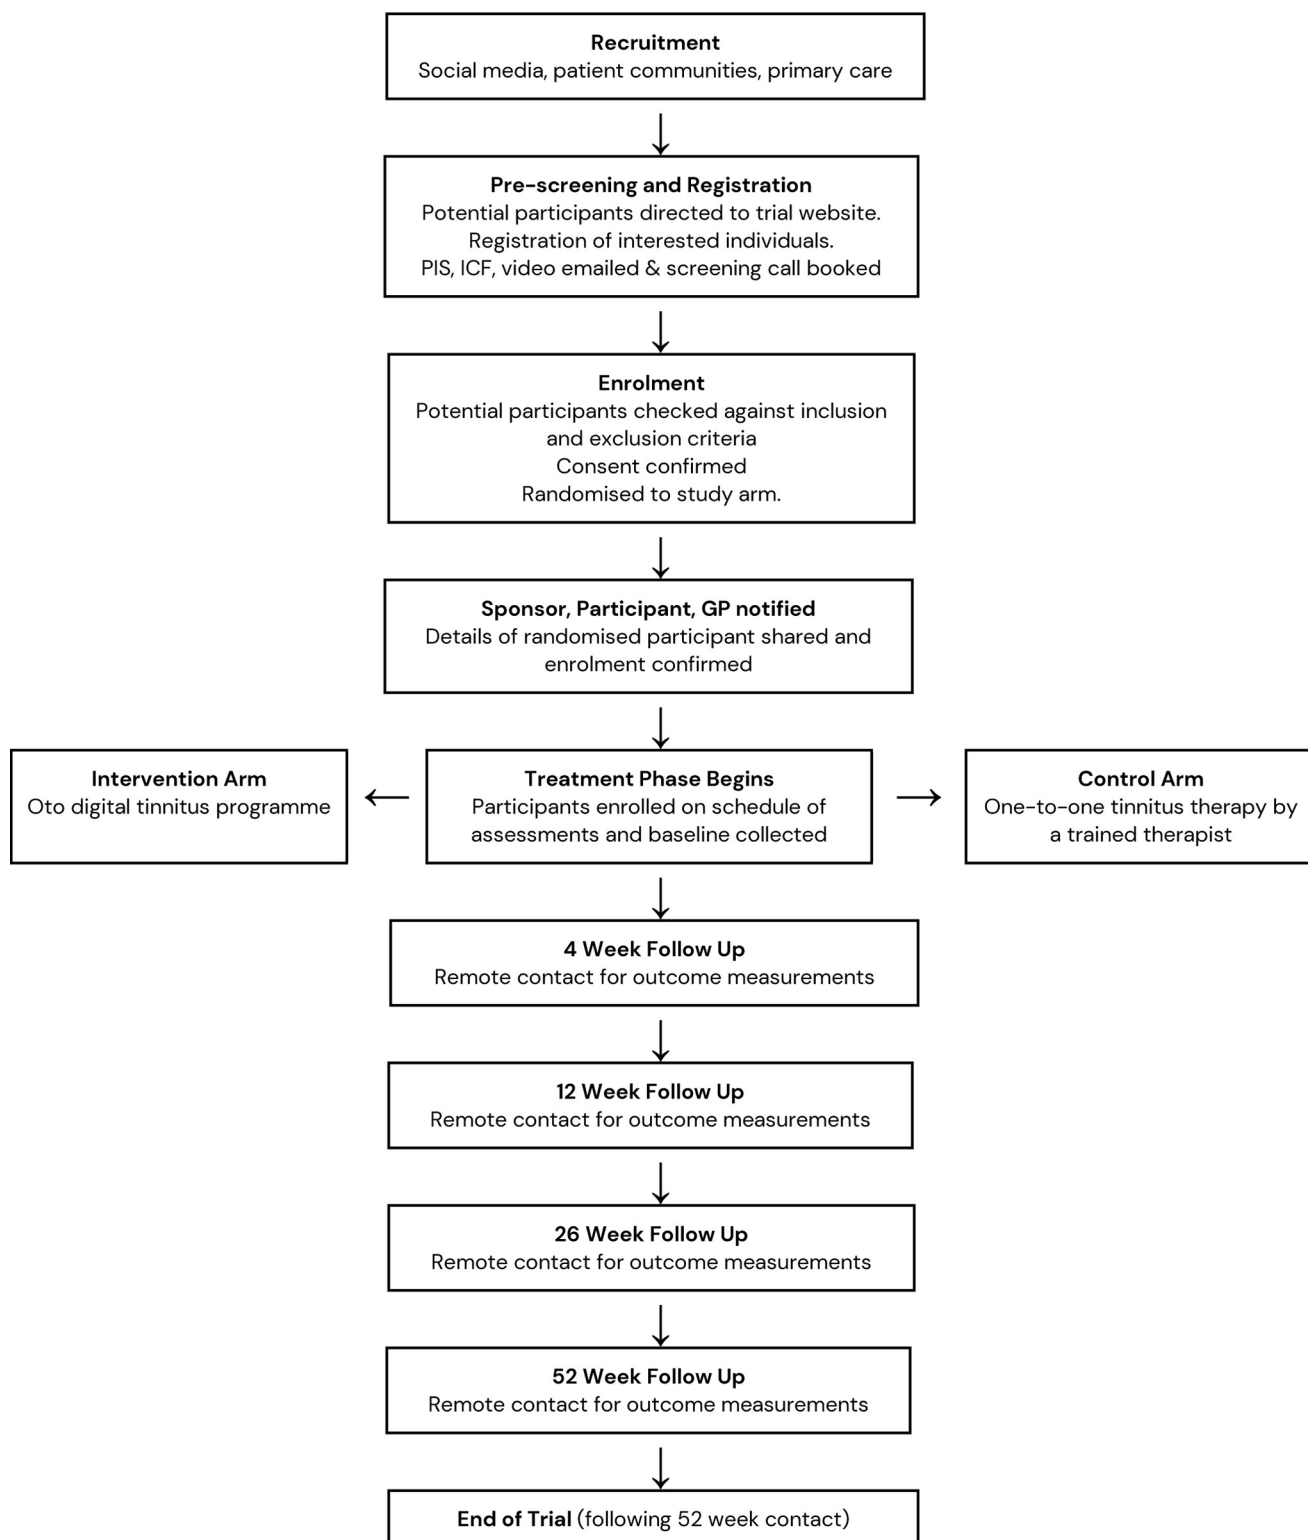 Recruitment
Social media, patient communities, primary care
Pre-screening and Registration
Potential participants directed to trial website.
Registration of interested individuals.
PIS, ICF, video emailed & screening call booked
Enrolment
Potential participants checked against inclusion
and exclusion criteria
Consent confirmed
Randomised to study arm.
Sponsor, Participant, GP notified
Details of randomised participant shared and
enrolment confirmed
Intervention Arm
Oto digital tinnitus programme
Treatment Phase Begins
Participants enrolled on schedule of
assessments and baseline collected
Control Arm
One-to-one tinnitus therapy by
a trained therapist
4 Week Follow Up
Remote contact for outcome measurements
12 Week Follow Up
Remote contact for outcome measurements
26 Week Follow Up
Remote contact for outcome measurements
52 Week Follow Up
Remote contact for outcome measurements
End of Trial (following 52 week contact)